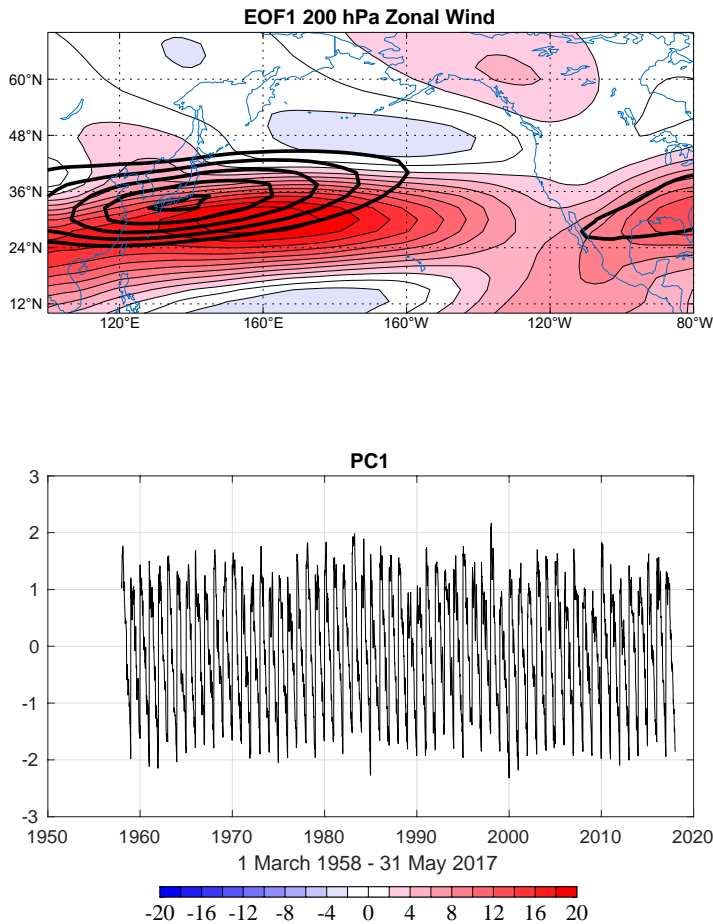 EOF1 200 hPa Zonal Wind
60°N
48°N
36°N
24°N
12°N
120°E 160°E 160°W 120°W 80°W
PC1
3
2
1
0
-1
-2
-3
1950 1960 1970 1980 1990 2000 2010 2020
1 March 1958 - 31 May 2017
-20 -16 -12 -8 -4 0 4 8 12 16 20